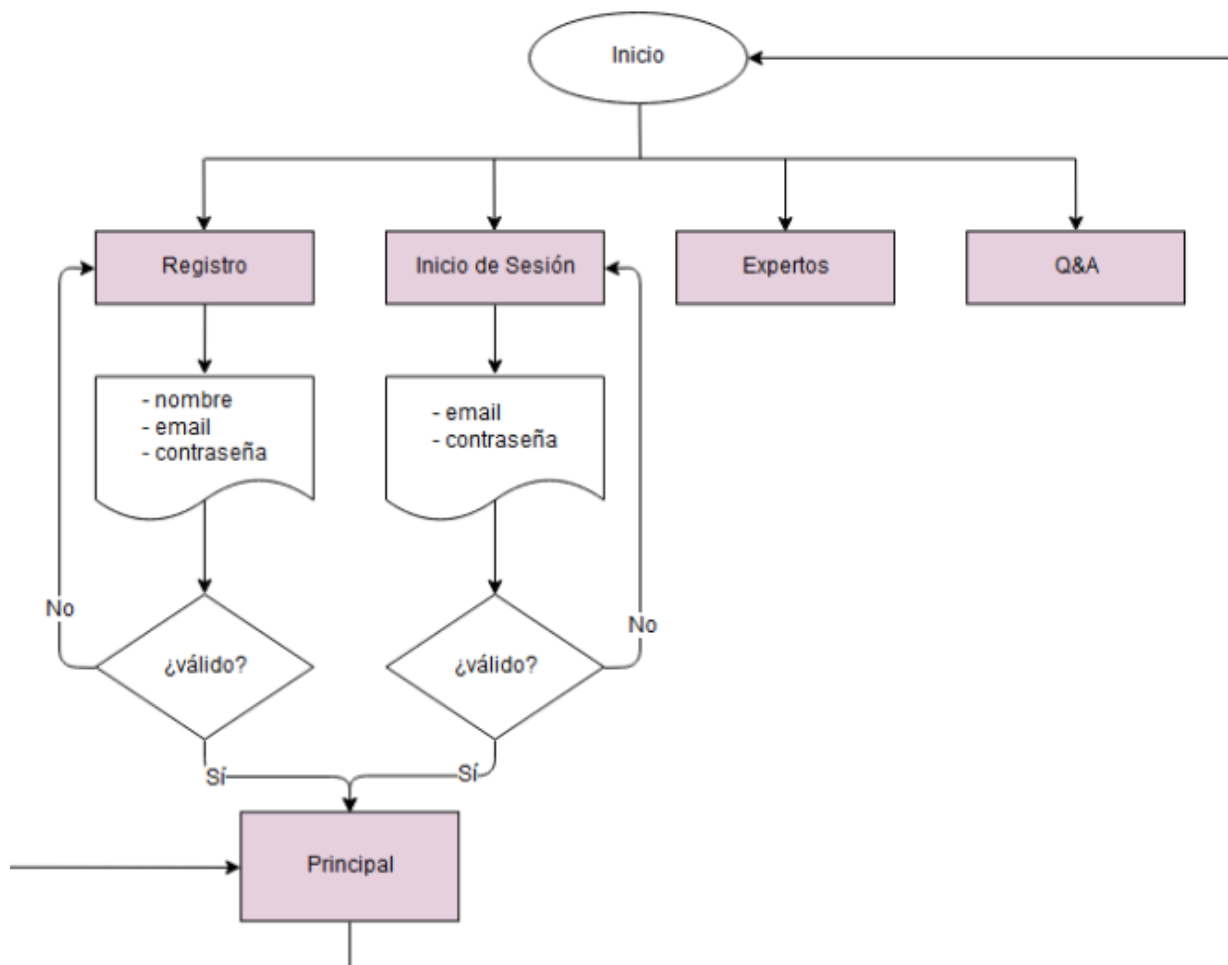 Inicio
Registro
Inicio de Sesión
Expertos
Q&A
- nombre
- email
- contraseña
- email
- contraseña
No
No
¿válido?
¿válido?
Sí
Sí
Principal